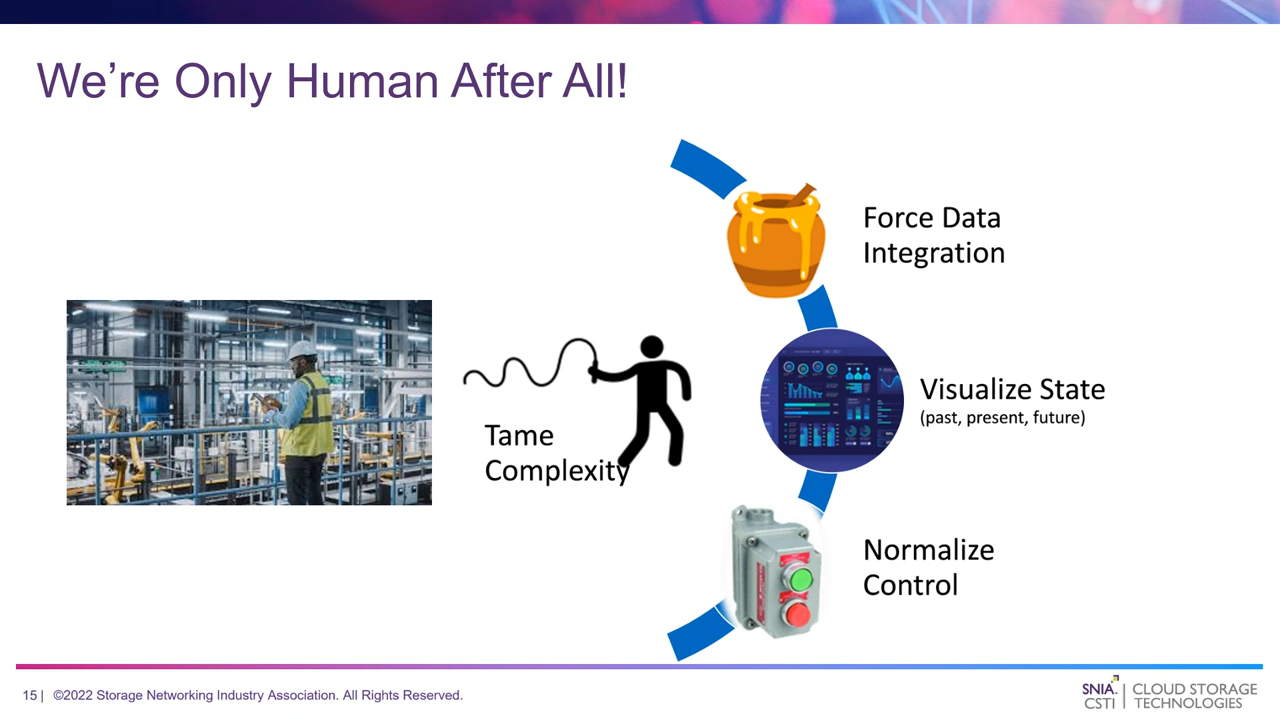 We’re Only Human After All!
Force Data
Integration
Tame
Complexity
Visualize State
(past, present, future)
Normalize
Control
15 | ©2022 Storage Networking Industry Association. All Rights Reserved.
SNIA.
CSTI
CLOUD STORAGE
TECHNOLOGIES